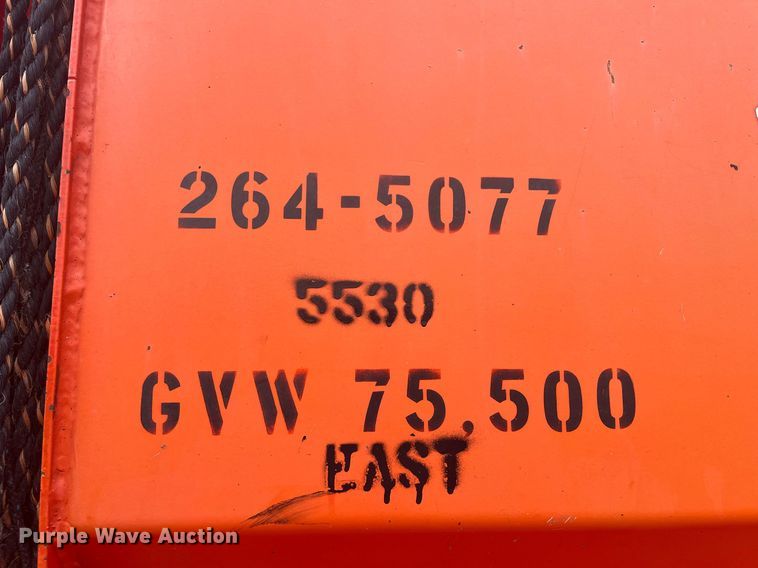 264-5077
5530
GVW 75,500
EAST
Purple Wave Auction